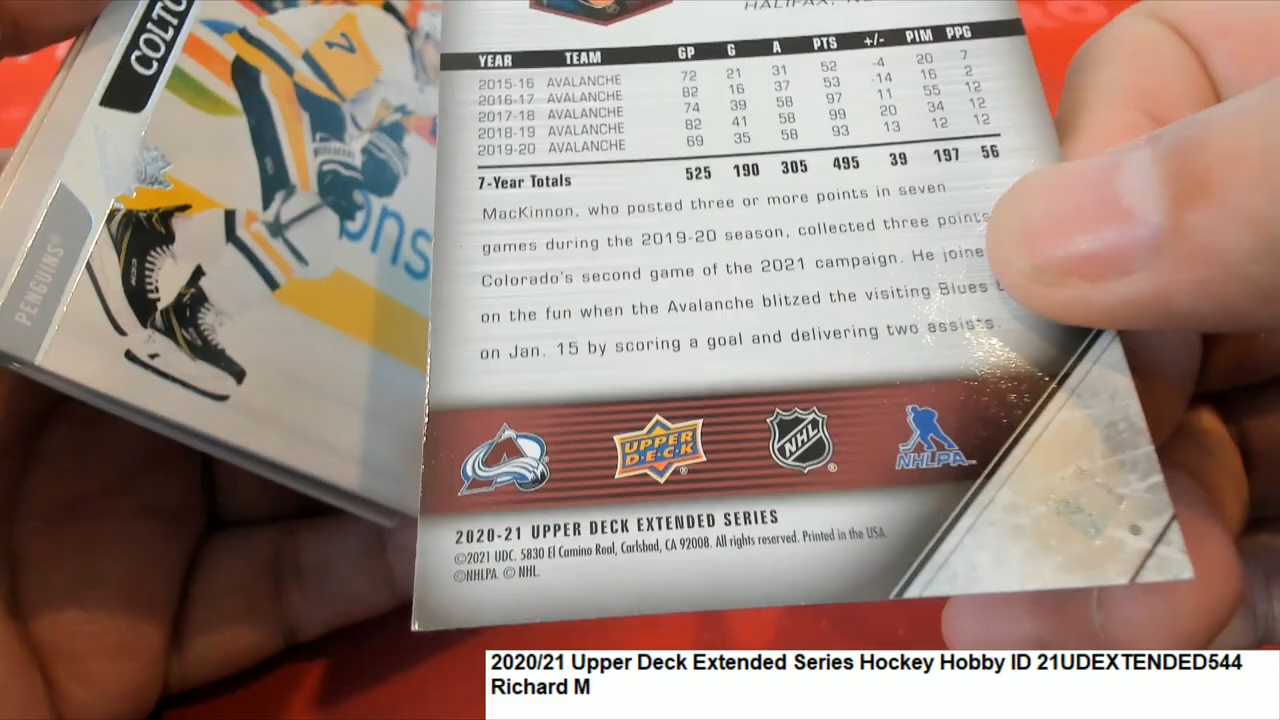 COLTO
PENGUINS®
HALIFAX, N
YEAR TEAM GP G A PTS +/- PIM PPG
2015-16 AVALANCHE 72 21 31 52 -4 20 7
2016-17 AVALANCHE 82 16 37 53 -14 16 2
2017-18 AVALANCHE 74 39 58 97 11 55 12
2018-19 AVALANCHE 82 41 58 99 20 34 12
2019-20 AVALANCHE 69 35 58 93 13 12 12
7-Year Totals 525 190 305 495 39 197 56
MacKinnon, who posted three or more points in seven
games during the 2019-20 season, collected three points
Colorado's second game of the 2021 campaign. He joine
on the fun when the Avalanche blitzed the visiting Blues
on Jan. 15 by scoring a goal and delivering two assists.
UPPER DECK® NHL® NHLPA™
2020-21 UPPER DECK EXTENDED SERIES
©2021 UDC. 5830 El Camino Real, Carlsbad, CA 92008. All rights reserved. Printed in the USA.
©NHLPA. © NHL.
2020/21 Upper Deck Extended Series Hockey Hobby ID 21UDEXTENDED544
Richard M